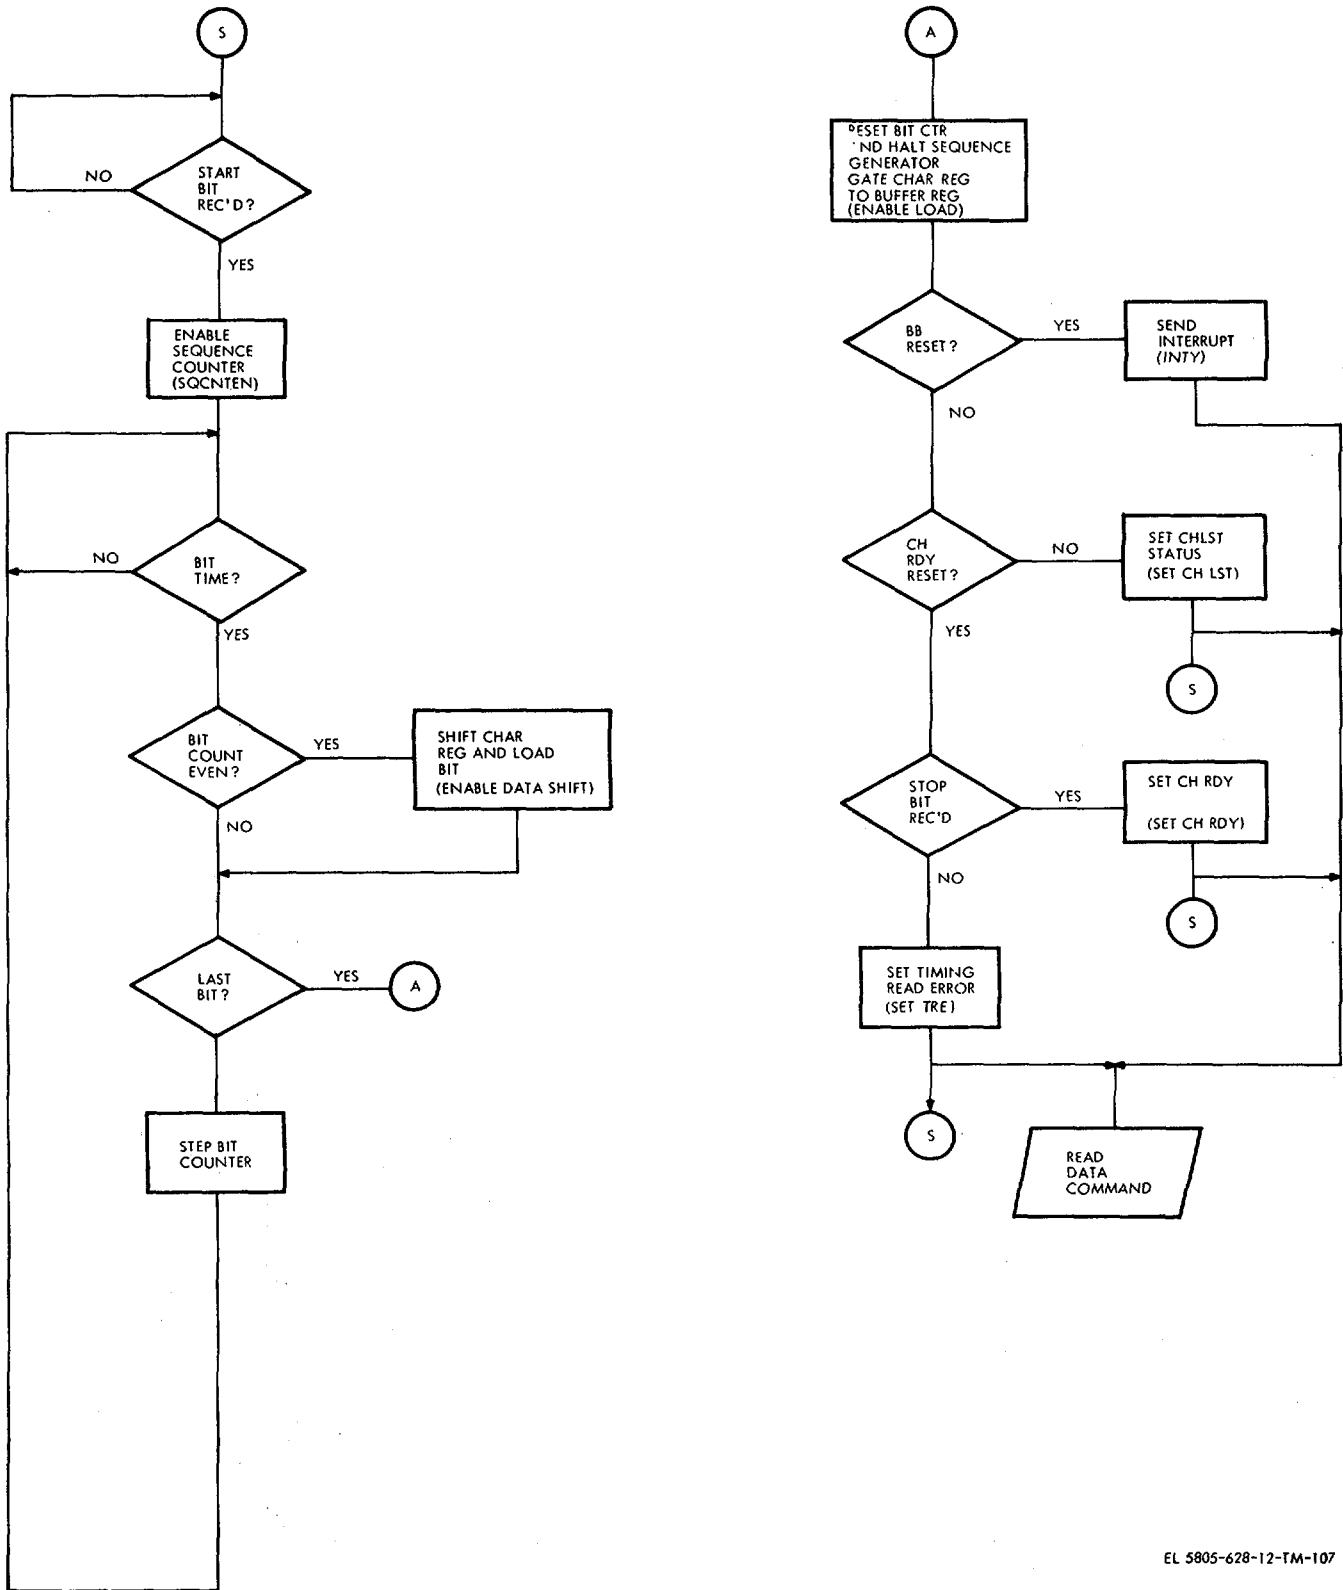 S
START
BIT
REC'D?
NO
YES
ENABLE
SEQUENCE
COUNTER
(SQCNTEN)
BIT
TIME?
NO
YES
BIT
COUNT
EVEN?
YES
NO
SHIFT CHAR
REG AND LOAD
BIT
(ENABLE DATA SHIFT)
LAST
BIT?
YES
A
STEP BIT
COUNTER
A
RESET BIT CTR
AND HALT SEQUENCE
GENERATOR
GATE CHAR REG
TO BUFFER REG
(ENABLE LOAD)
BB
RESET?
YES
NO
SEND
INTERRUPT
(INTY)
CH
RDY
RESET?
NO
YES
SET CHLST
STATUS
(SET CH LST)
S
STOP
BIT
REC'D
YES
NO
SET CH RDY
(SET CH RDY)
S
SET TIMING
READ ERROR
(SET TRE)
S
READ
DATA
COMMAND
EL 5805-628-12-TM-107